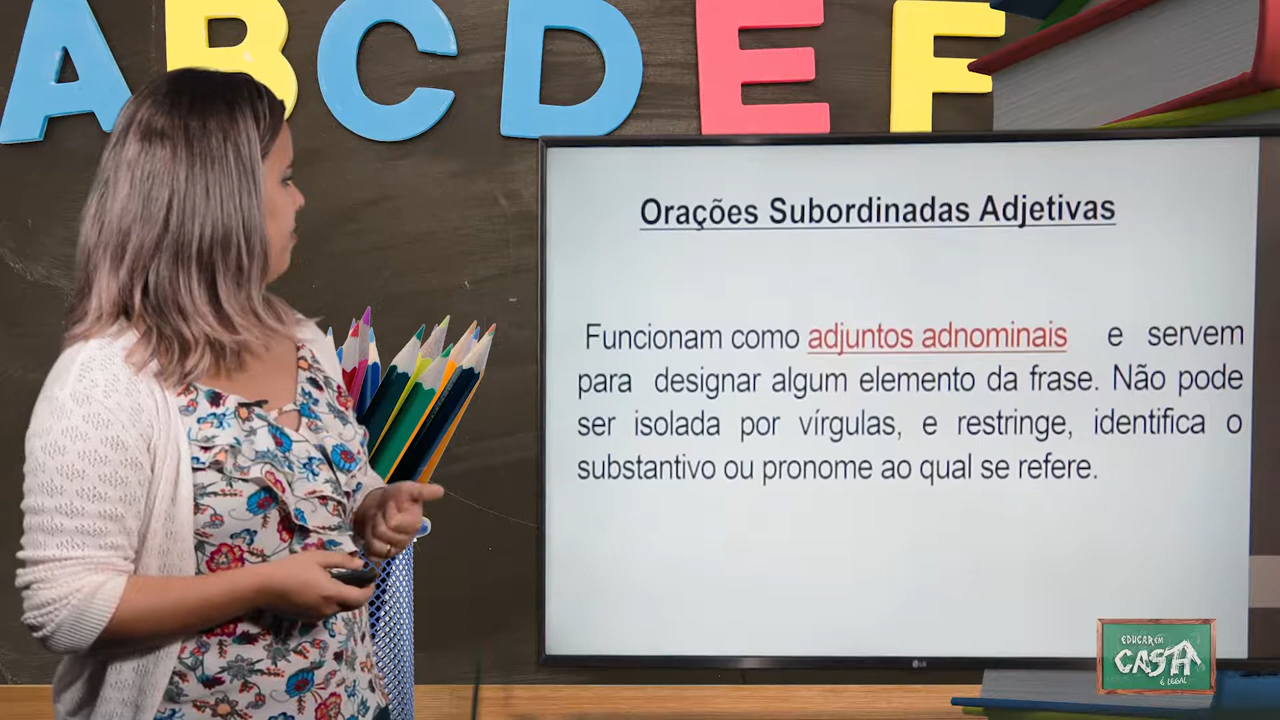 ABCDEF
Orações Subordinadas Adjetivas
Funcionam como adjuntos adnominais e servem
para designar algum elemento da frase. Não pode
ser isolada por vírgulas, e restringe, identifica o
substantivo ou pronome ao qual se refere.
LG
EDUCAR EM
CASA
É LEGAL